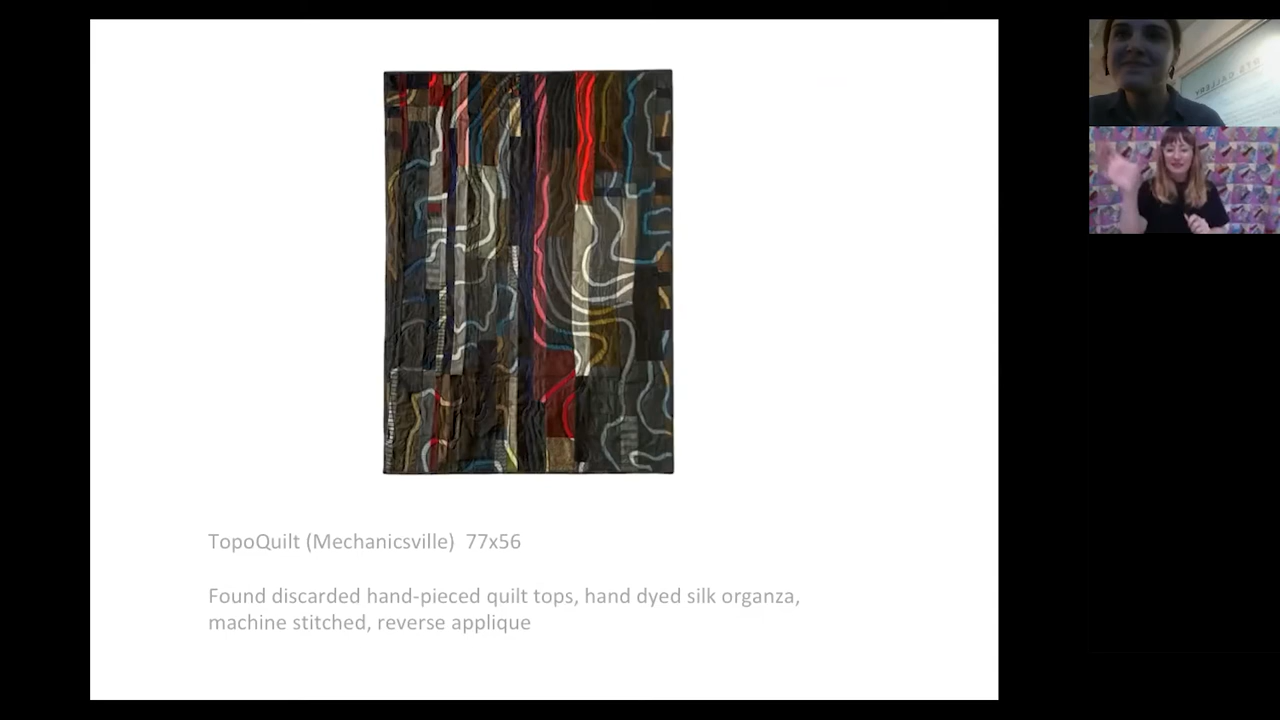 TopoQuilt (Mechanicsville)  77x56
Found discarded hand-pieced quilt tops, hand dyed silk organza,
machine stitched, reverse applique